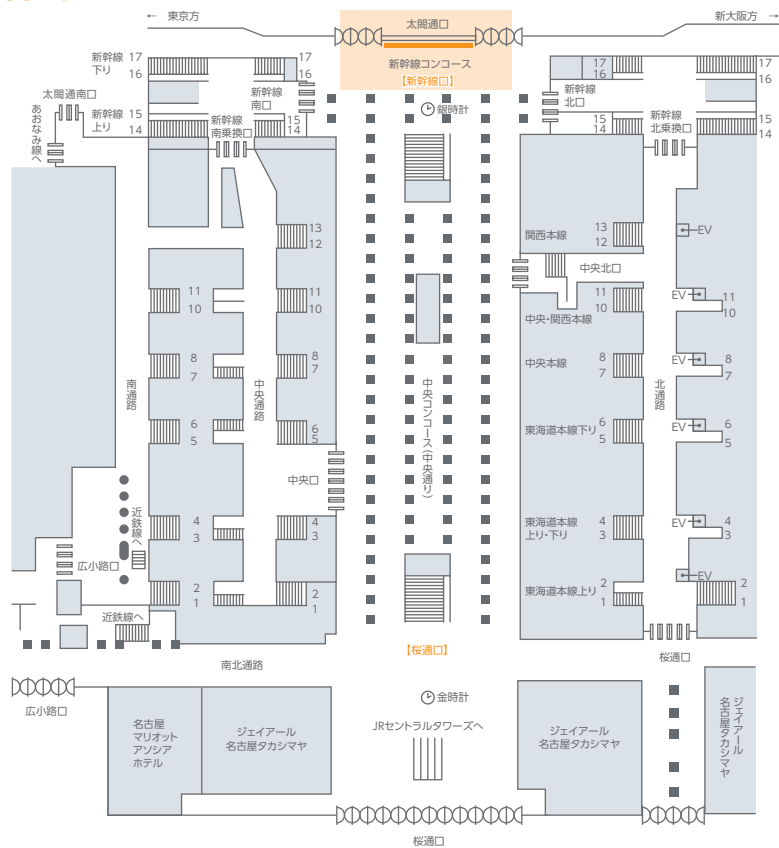 ← 東京方
太閤通口
新大阪方 →
新幹線コンコース
【新幹線口】
新幹線
下り
17
16
17
16
新幹線
南口
太閤通南口
あおなみ線へ
新幹線
上り
15
14
新幹線
南乗換口
15
14
銀時計
17
16
新幹線
北口
15
14
新幹線
北乗換口
17
16
15
14
13
12
関西本線
13
12
EV
中央北口
11
10
11
10
中央・関西本線
11
10
EV
11
10
8
7
8
7
中央本線
8
7
EV
8
7
南通路
中央通路
中央コンコース(中央通り)
北通路
6
5
6
5
東海道本線下り
6
5
EV
6
5
中央口
近鉄線へ
4
3
4
3
東海道本線
上り・下り
4
3
EV
4
3
広小路口
2
1
2
1
東海道本線上り
2
1
EV
2
1
近鉄線へ
【桜通口】
桜通口
南北通路
広小路口
金時計
名古屋
マリオット
アソシア
ホテル
ジェイアール
名古屋タカシマヤ
JRセントラルタワーズへ
ジェイアール
名古屋タカシマヤ
ジェイアール
名古屋タカシマヤ
桜通口